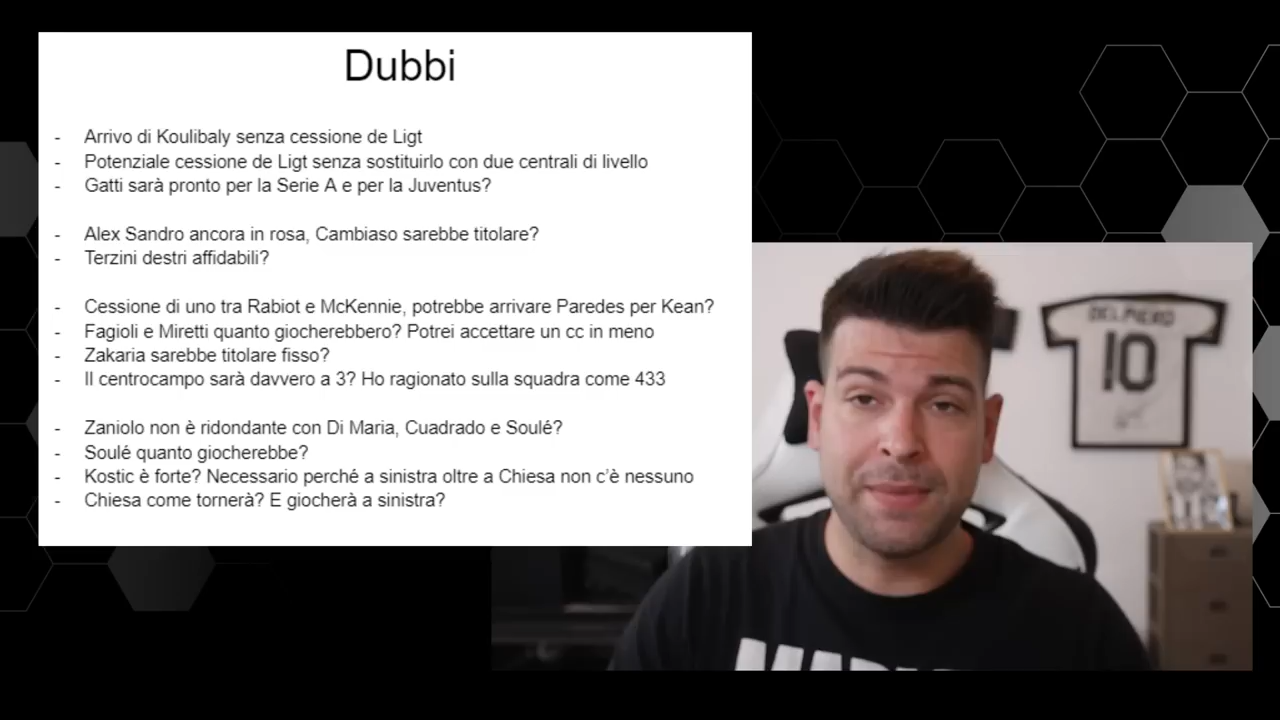 Dubbi
- Arrivo di Koulibaly senza cessione de Ligt
- Potenziale cessione de Ligt senza sostituirlo con due centrali di livello
- Gatti sarà pronto per la Serie A e per la Juventus?
- Alex Sandro ancora in rosa, Cambiaso sarebbe titolare?
- Terzini destri affidabili?
- Cessione di uno tra Rabiot e McKennie, potrebbe arrivare Paredes per Kean?
- Fagioli e Miretti quanto giocherebbero? Potrei accettare un cc in meno
- Zakaria sarebbe titolare fisso?
- Il centrocampo sarà davvero a 3? Ho ragionato sulla squadra come 433
- Zaniolo non è ridondante con Di Maria, Cuadrado e Soulé?
- Soulé quanto giocherebbe?
- Kostic è forte? Necessario perché a sinistra oltre a Chiesa non c'è nessuno
- Chiesa come tornerà? E giocherà a sinistra?
DEL PIERO
10